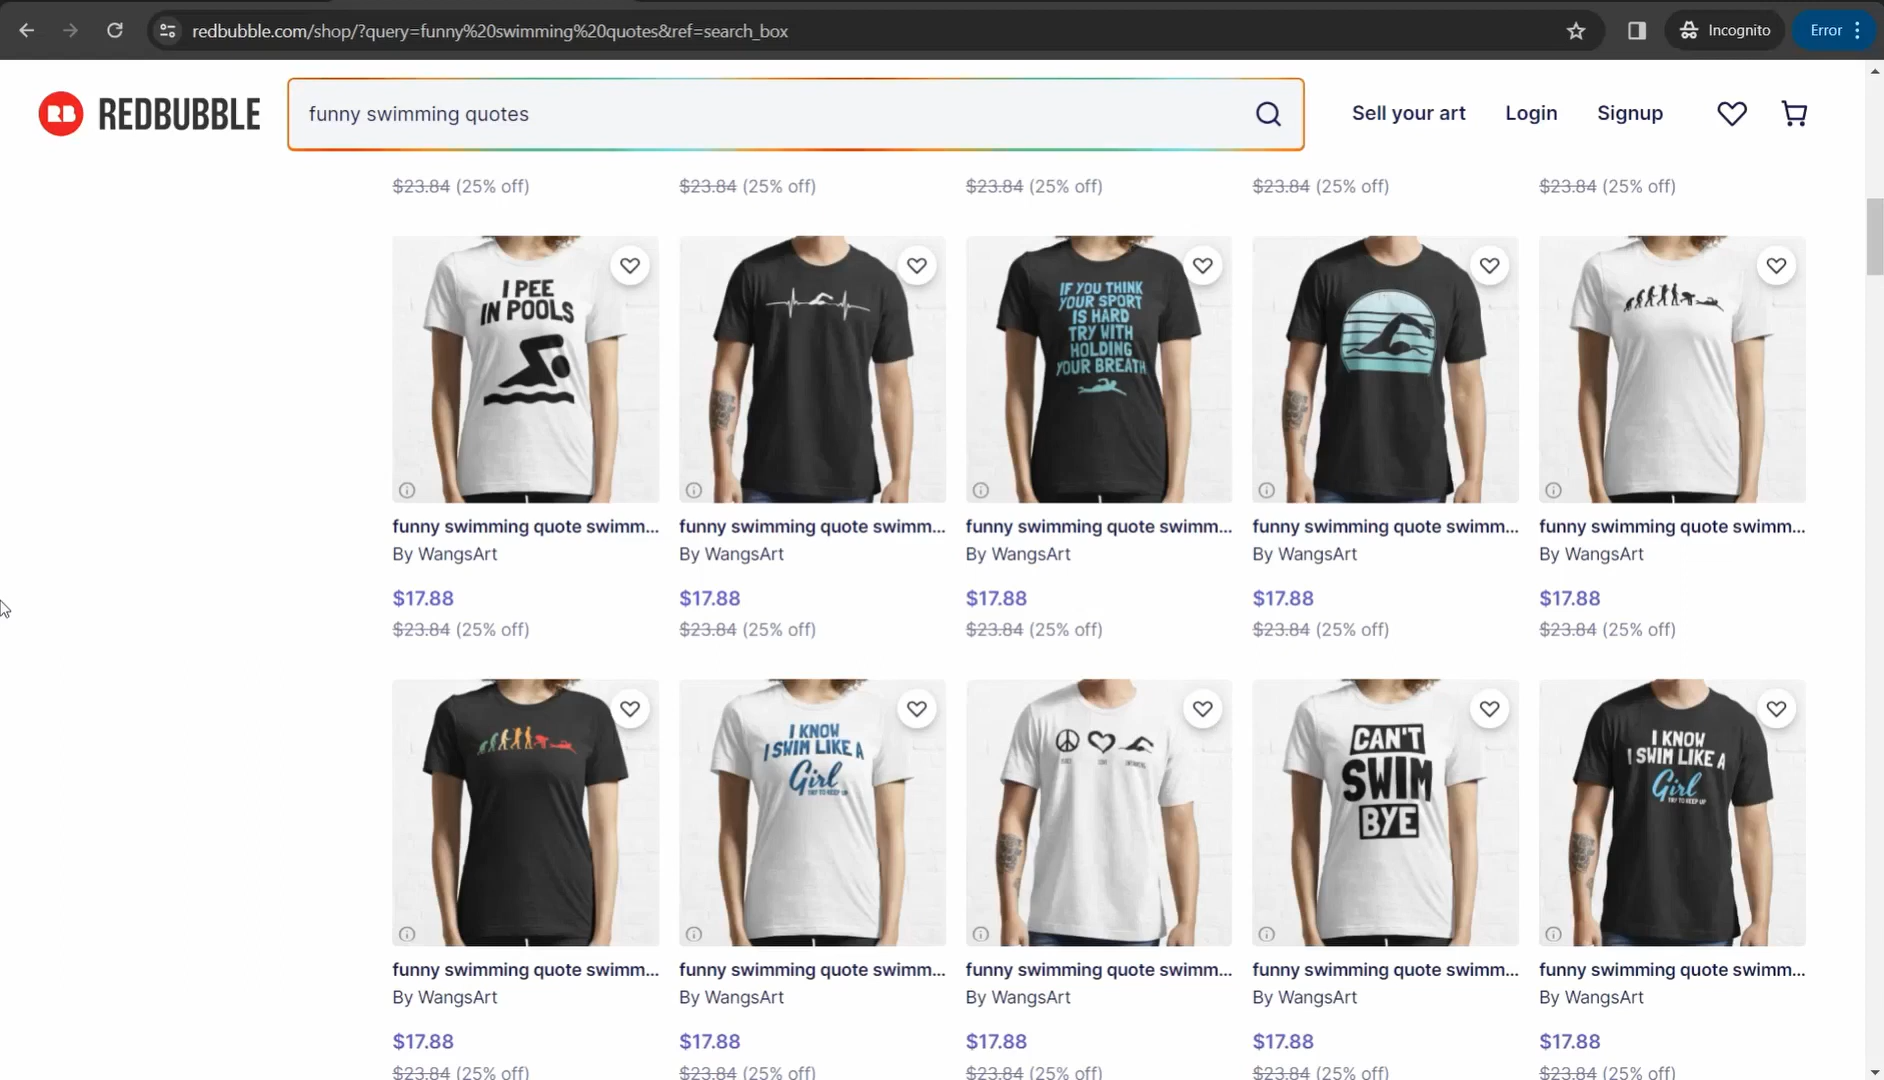 redbubble.com/shop/?query=funny%20swimming%20quotes&ref=search_box
Incognito
Error
RB REDBUBBLE
funny swimming quotes
Sell your art
Login
Signup
$23.84 (25% off)
$23.84 (25% off)
$23.84 (25% off)
$23.84 (25% off)
$23.84 (25% off)
I PEE
IN POOLS
IF YOU THINK
YOUR SPORT
IS HARD
TRY WITH
HOLDING
YOUR BREATH
funny swimming quote swimm...
By WangsArt
$17.88
$23.84 (25% off)
funny swimming quote swimm...
By WangsArt
$17.88
$23.84 (25% off)
funny swimming quote swimm...
By WangsArt
$17.88
$23.84 (25% off)
funny swimming quote swimm...
By WangsArt
$17.88
$23.84 (25% off)
funny swimming quote swimm...
By WangsArt
$17.88
$23.84 (25% off)
I KNOW
I SWIM LIKE A
Girl
TRY TO KEEP UP
CAN'T
SWIM
BYE
I KNOW
I SWIM LIKE A
Girl
TRY TO KEEP UP
funny swimming quote swimm...
By WangsArt
$17.88
$23.84 (25% off)
funny swimming quote swimm...
By WangsArt
$17.88
$23.84 (25% off)
funny swimming quote swimm...
By WangsArt
$17.88
$23.84 (25% off)
funny swimming quote swimm...
By WangsArt
$17.88
$23.84 (25% off)
funny swimming quote swimm...
By WangsArt
$17.88
$23.84 (25% off)